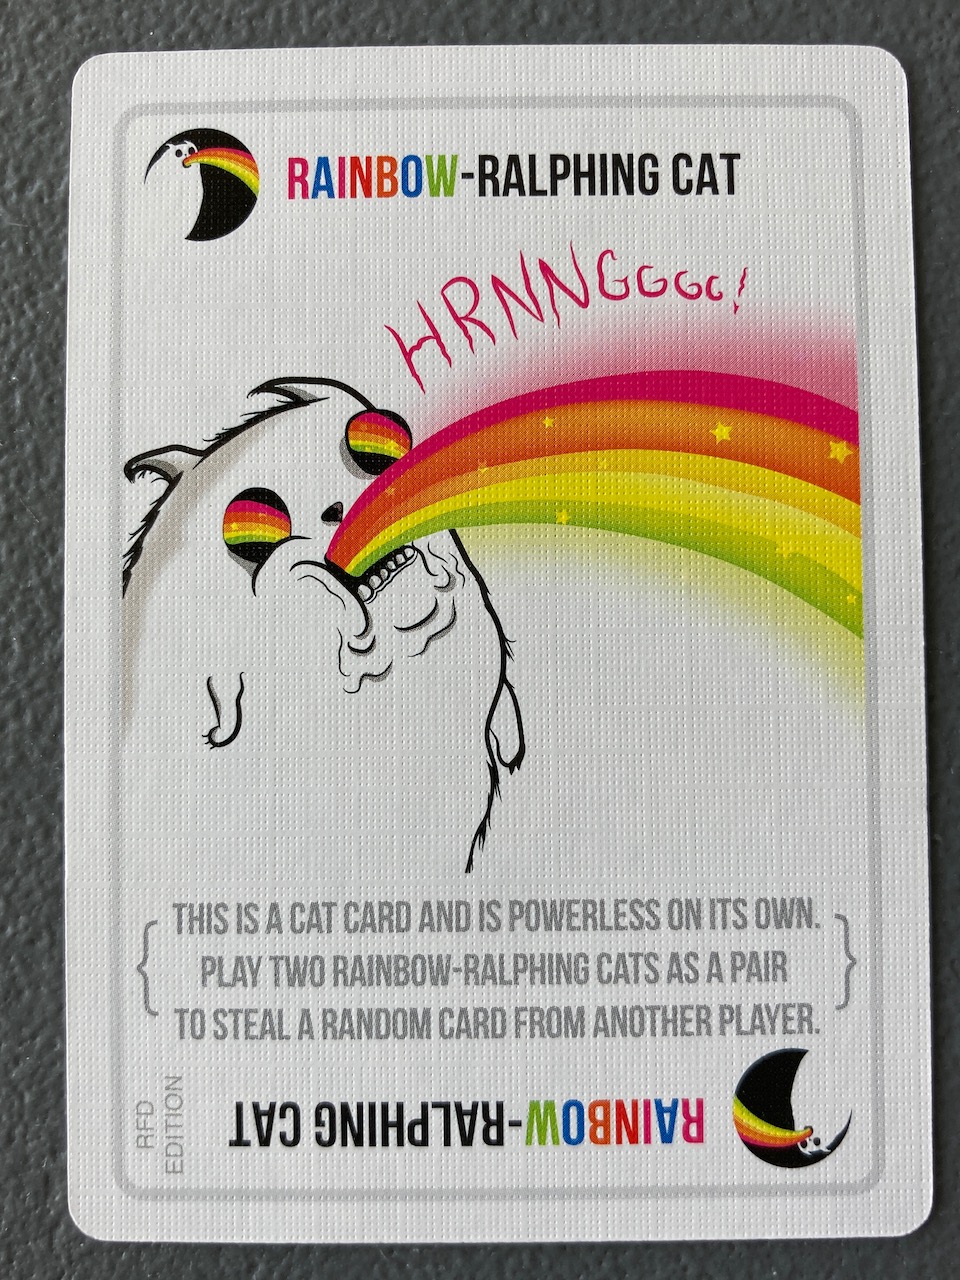 RAINBOW-RALPHING CAT
HRNNGGGG!
THIS IS A CAT CARD AND IS POWERLESS ON ITS OWN.
PLAY TWO RAINBOW-RALPHING CATS AS A PAIR
TO STEAL A RANDOM CARD FROM ANOTHER PLAYER.
RFD
EDITION
RAINBOW-RALPHING CAT